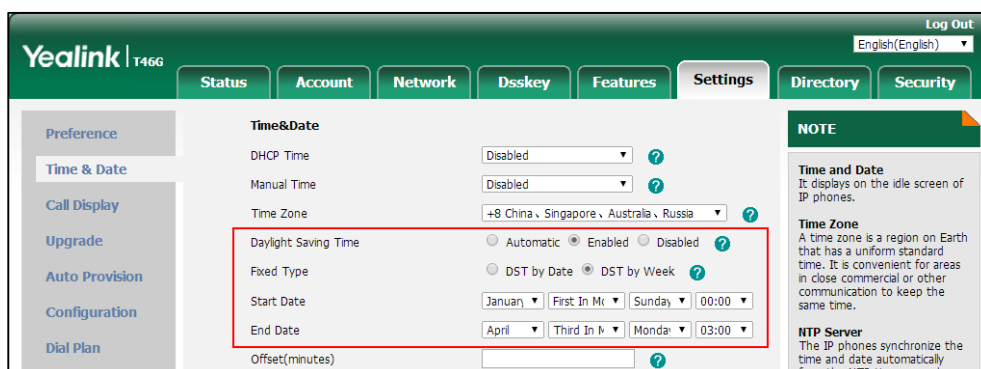 Log Out
English(English)
Yealink T46G
Status Account Network Dsskey Features Settings Directory Security
Preference
Time & Date
Call Display
Upgrade
Auto Provision
Configuration
Dial Plan
Time&Date
DHCP Time Disabled
Manual Time Disabled
Time Zone +8 China、Singapore、Australia、Russia
Daylight Saving Time Automatic Enabled Disabled
Fixed Type DST by Date DST by Week
Start Date January First In Mo Sunday 00:00
End Date April Third In M Monday 03:00
Offset(minutes)
NOTE
Time and Date
It displays on the idle screen of
IP phones.
Time Zone
A time zone is a region on Earth
that has a uniform standard
time. It is convenient for areas
in close commercial or other
communication to keep the
same time.
NTP Server
The IP phones synchronize the
time and date automatically